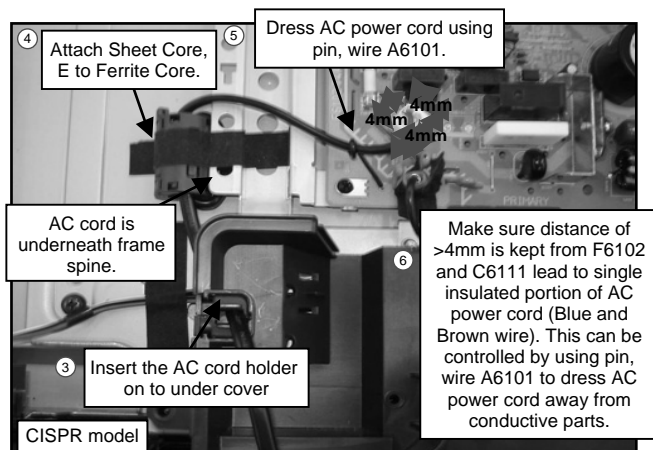 4
Attach Sheet Core,
E to Ferrite Core.
5
Dress AC power cord using
pin, wire A6101.
4mm
4mm
4mm
PRIMARY
AC cord is
underneath frame
spine.
6
Make sure distance of
>4mm is kept from F6102
and C6111 lead to single
insulated portion of AC
power cord (Blue and
Brown wire). This can be
controlled by using pin,
wire A6101 to dress AC
power cord away from
conductive parts.
3
Insert the AC cord holder
on to under cover
CISPR model